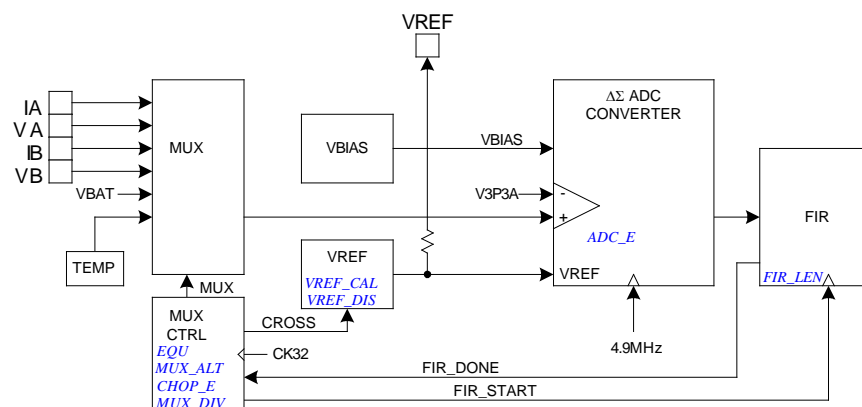 VREF
IA
VA
IB
VB
VBAT
TEMP
MUX
MUX
MUX
CTRL
EQU
MUX_ALT
CHOP_E
MUX_DIV
VBIAS
VBIAS
V3P3A
VREF
VREF_CAL
VREF_DIS
CROSS
CK32
ΔΣ ADC
CONVERTER
-
+
ADC_E
VREF
4.9MHz
FIR
FIR_LEN
FIR_DONE
FIR_START